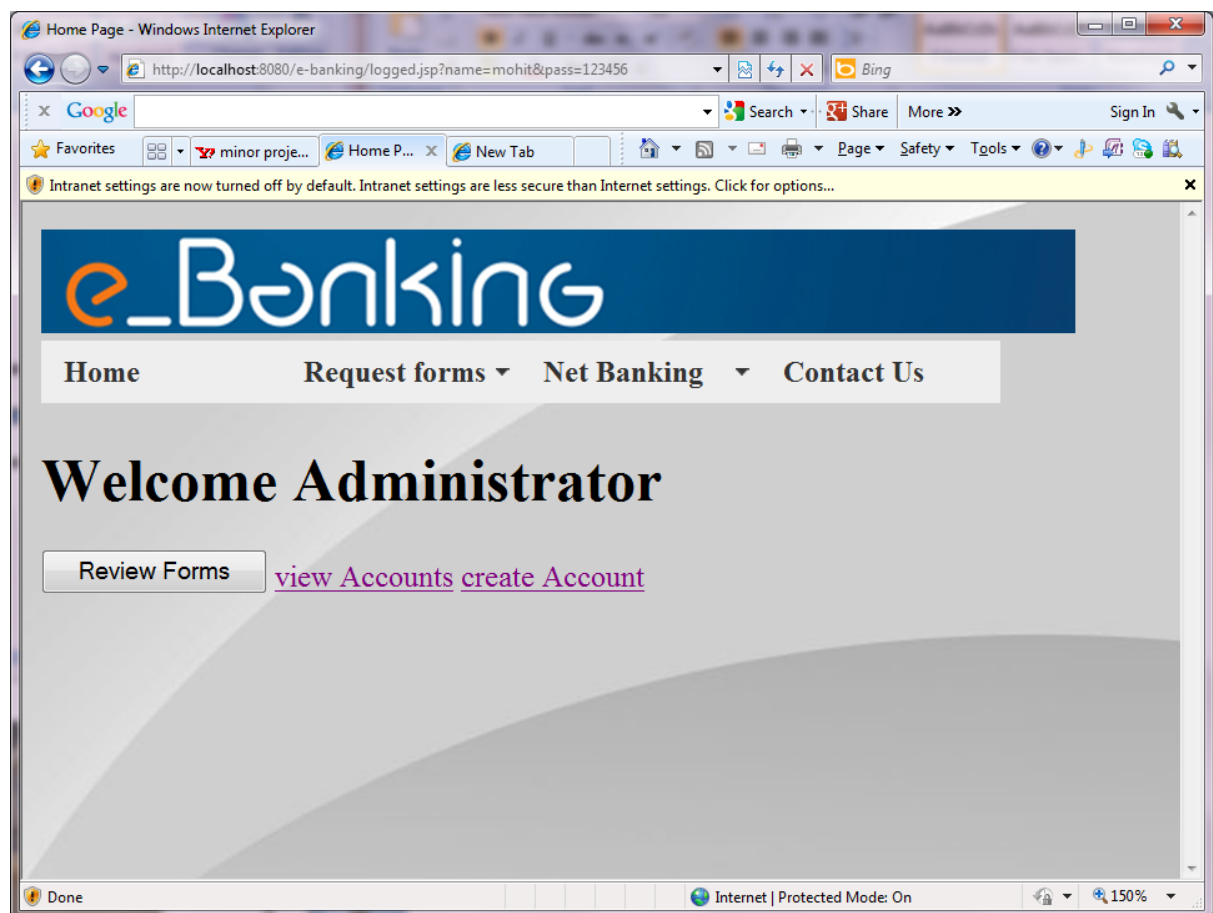 Home Page - Windows Internet Explorer
http://localhost:8080/e-banking/logged.jsp?name=mohit&pass=123456
Bing
x Google
Search
Share
More »
Sign In
Favorites
minor proje...
Home P...
New Tab
Page
Safety
Tools
Intranet settings are now turned off by default. Intranet settings are less secure than Internet settings. Click for options...
e_Banking
Home Request forms Net Banking Contact Us
Welcome Administrator
Review Forms view Accounts create Account
Done
Internet | Protected Mode: On
150%